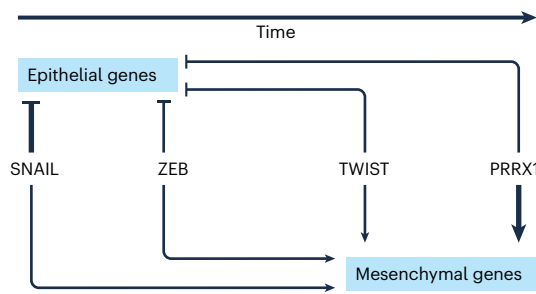 Time
Epithelial genes
SNAIL
ZEB
TWIST
PRRX1
Mesenchymal genes